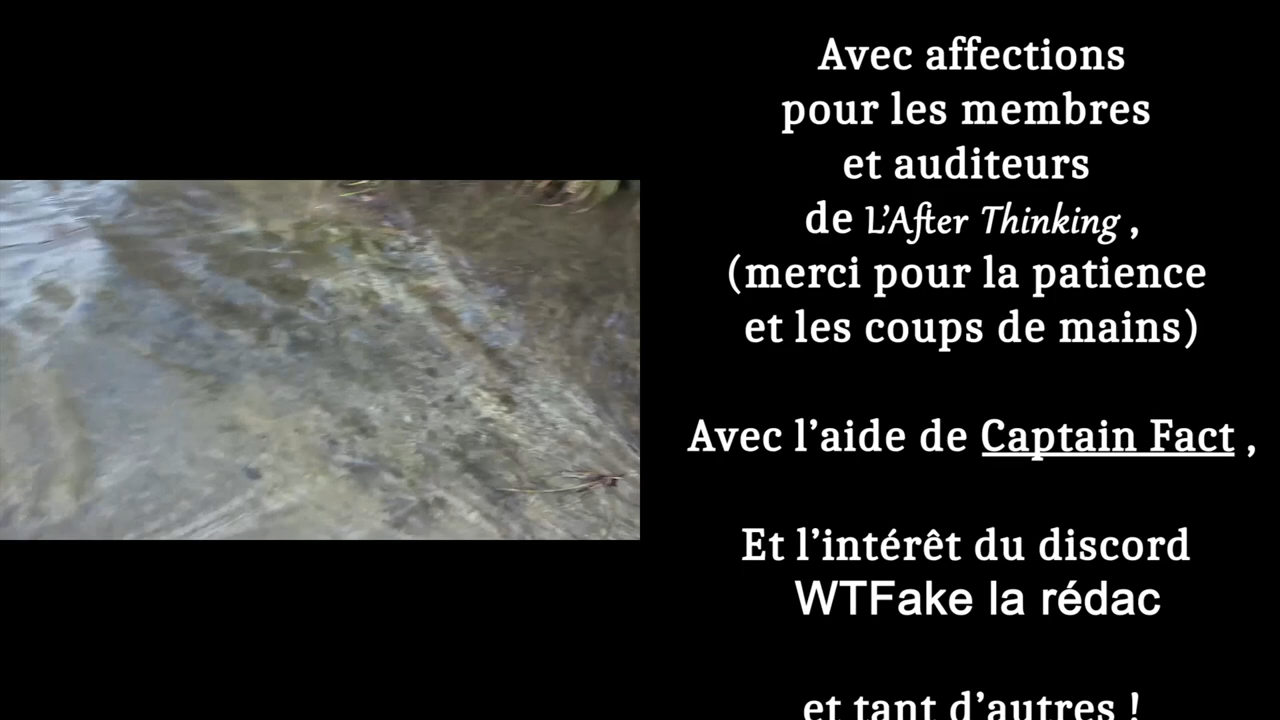 Avec affections
pour les membres
et auditeurs
de L’After Thinking ,
(merci pour la patience
et les coups de mains)
Avec l’aide de Captain Fact ,
Et l’intérêt du discord
WTFake la rédac
et tant d’autres !